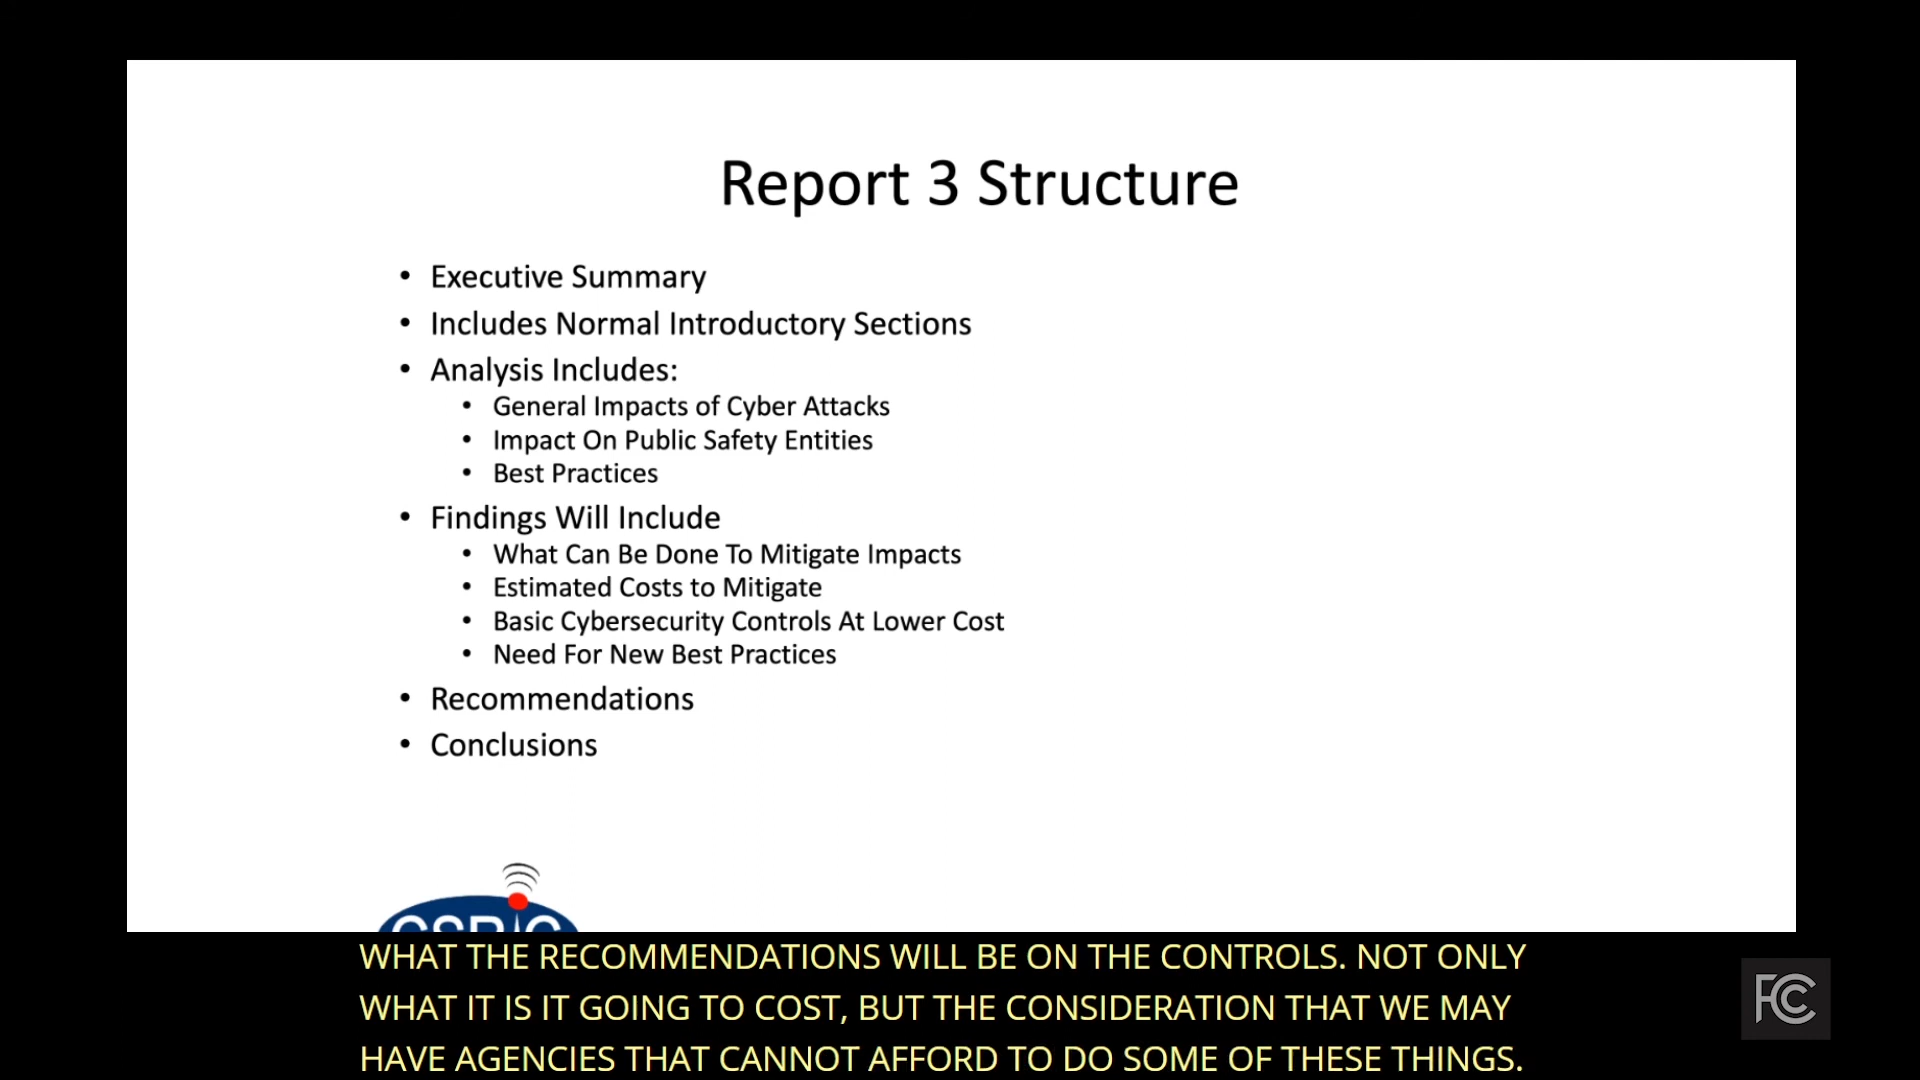 Report 3 Structure
• Executive Summary
• Includes Normal Introductory Sections
• Analysis Includes:
• General Impacts of Cyber Attacks
• Impact On Public Safety Entities
• Best Practices
• Findings Will Include
• What Can Be Done To Mitigate Impacts
• Estimated Costs to Mitigate
• Basic Cybersecurity Controls At Lower Cost
• Need For New Best Practices
• Recommendations
• Conclusions
CSRIC
WHAT THE RECOMMENDATIONS WILL BE ON THE CONTROLS. NOT ONLY
WHAT IT IS IT GOING TO COST, BUT THE CONSIDERATION THAT WE MAY
HAVE AGENCIES THAT CANNOT AFFORD TO DO SOME OF THESE THINGS.
FCC